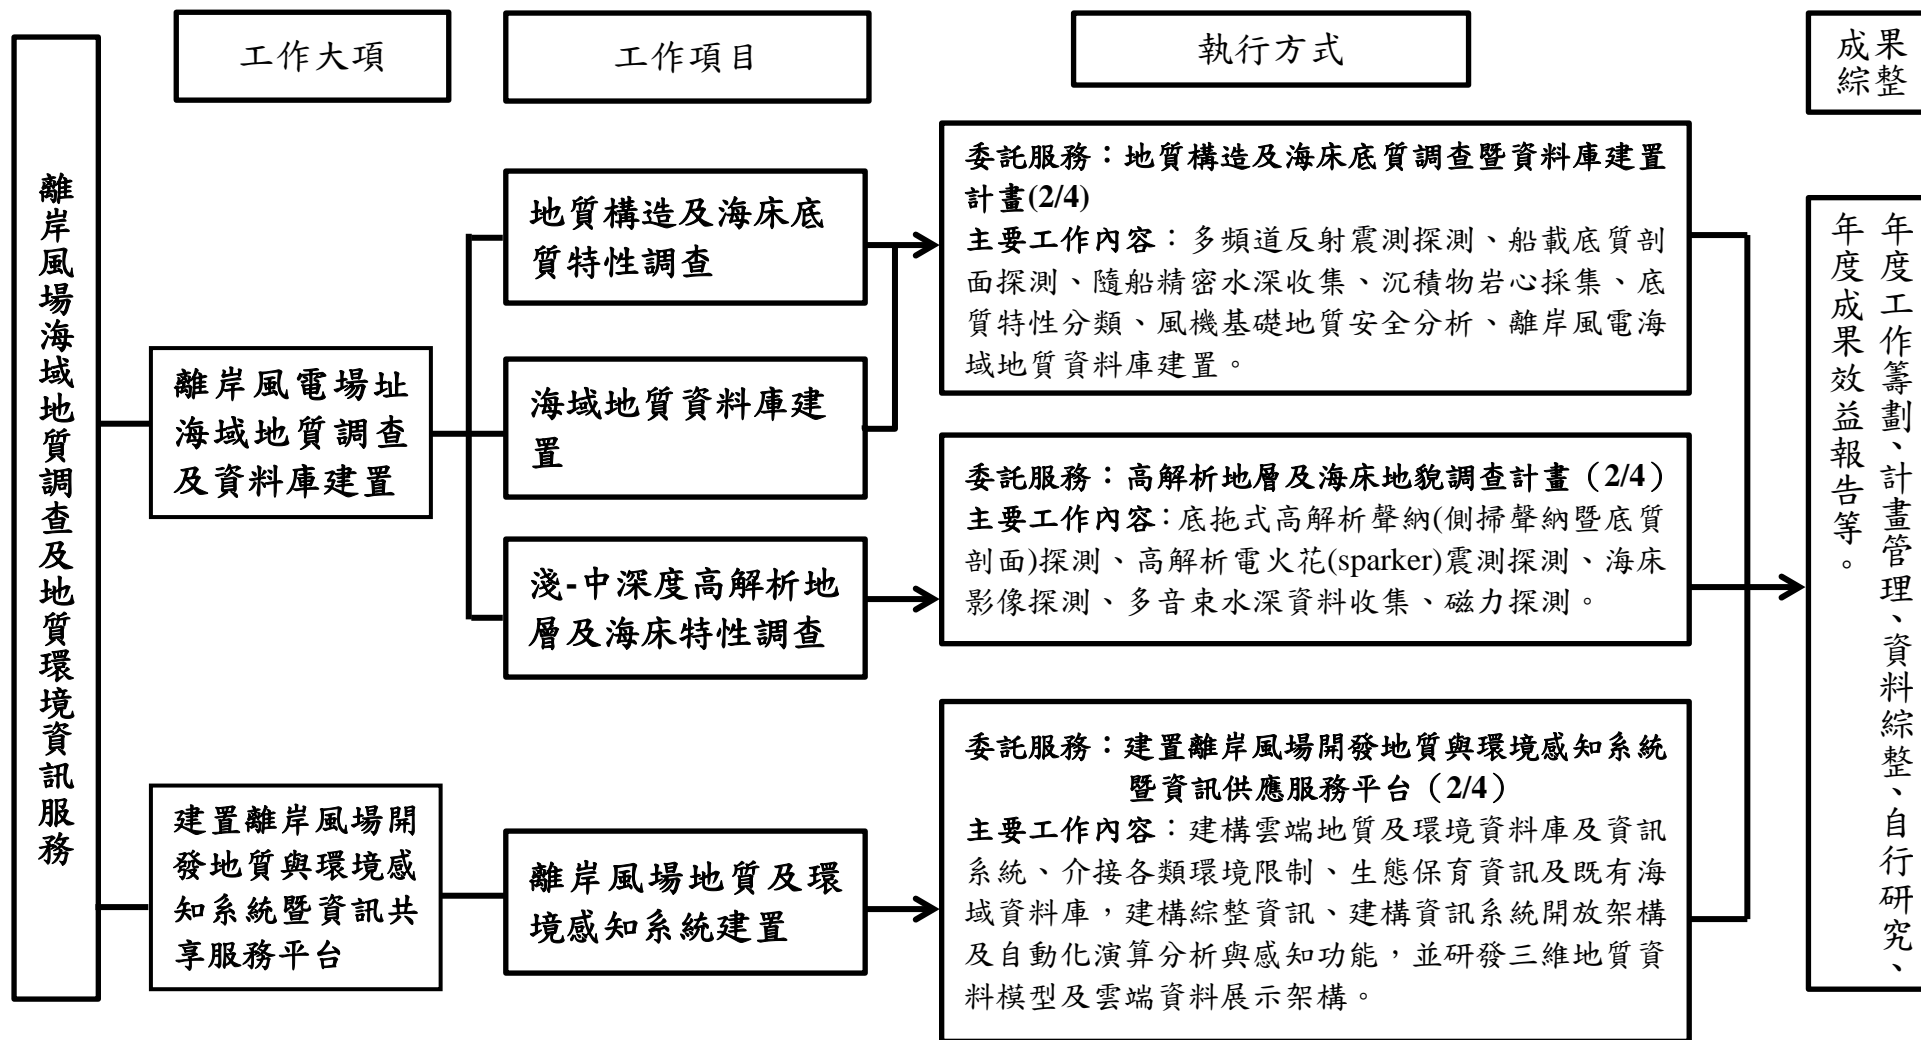 工作大項
工作項目
執行方式
成果
綜整
離岸風場海域地質調查及地質環境資訊服務
離岸風電場址
海域地質調查
及資料庫建置
建置離岸風場開
發地質與環境感
知系統暨資訊共
享服務平台
地質構造及海床底
質特性調查
海域地質資料庫建
置
淺-中深度高解析地
層及海床特性調查
離岸風場地質及環
境感知系統建置
委託服務：地質構造及海床底質調查暨資料庫建置
計畫(2/4)
主要工作內容：多頻道反射震測探測、船載底質剖
面探測、隨船精密水深收集、沉積物岩心採集、底
質特性分類、風機基礎地質安全分析、離岸風電海
域地質資料庫建置。
委託服務：高解析地層及海床地貌調查計畫（2/4）
主要工作內容：底拖式高解析聲納(側掃聲納暨底質
剖面)探測、高解析電火花(sparker)震測探測、海床
影像探測、多音束水深資料收集、磁力探測。
委託服務：建置離岸風場開發地質與環境感知系統
暨資訊供應服務平台（2/4）
主要工作內容：建構雲端地質及環境資料庫及資訊
系統、介接各類環境限制、生態保育資訊及既有海
域資料庫，建構綜整資訊、建構資訊系統開放架構
及自動化演算分析與感知功能，並研發三維地質資
料模型及雲端資料展示架構。
年度工作籌劃、計畫管理、資料綜整、自行研究、
年度成果效益報告等。